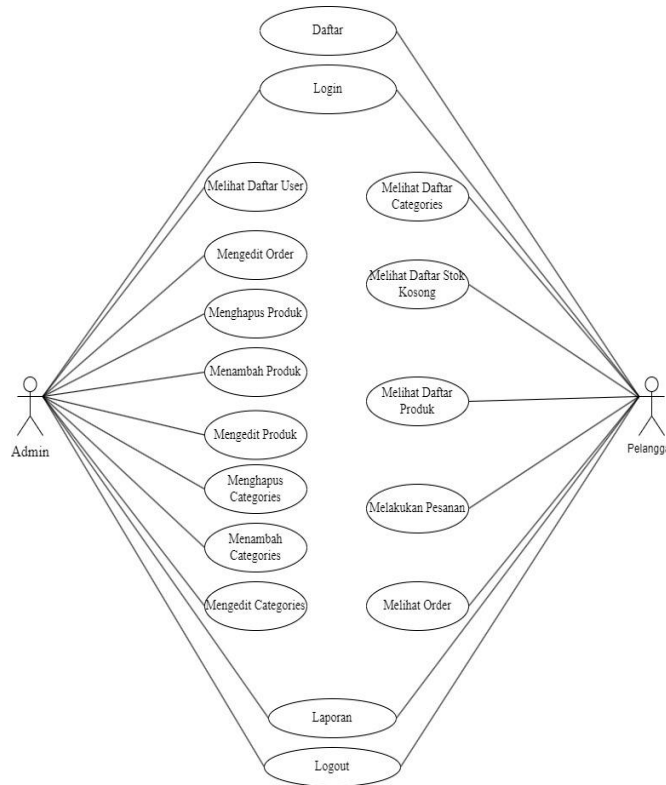 Daftar
Login
Melihat Daftar User
Melihat Daftar
Categories
Mengedit Order
Melihat Daftar Stok
Kosong
Menghapus Produk
Menambah Produk
Melihat Daftar
Produk
Admin
Pelangga
Mengedit Produk
Menghapus
Categories
Melakukan Pesanan
Menambah
Categories
Mengedit Categories
Melihat Order
Laporan
Logout